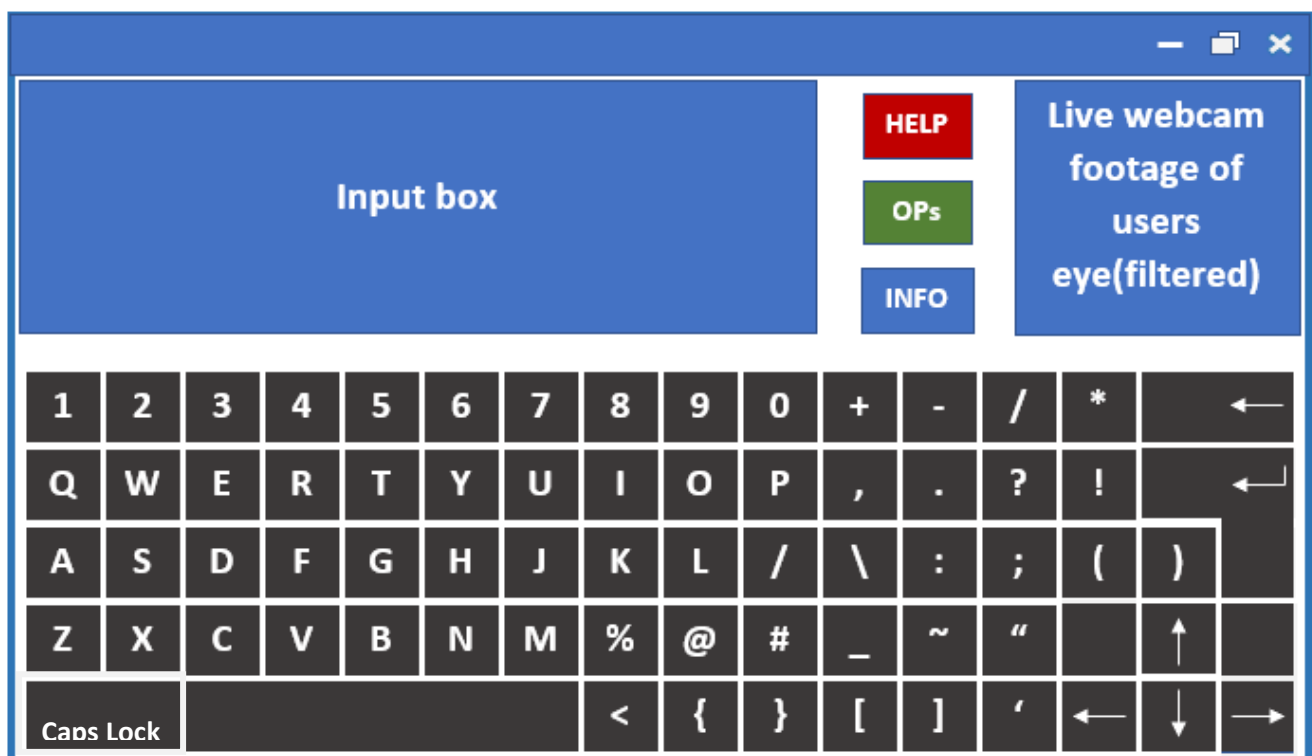 Input box
HELP
OPs
INFO
Live webcam
footage of
users
eye(filtered)
1 2 3 4 5 6 7 8 9 0 + - / * ←
Q W E R T Y U I O P , . ? ! ↵
A S D F G H J K L / \ : ; ( )
Z X C V B N M % @ # _ ~ “ ↑
Caps Lock < { } [ ] ‘ ← ↓ →